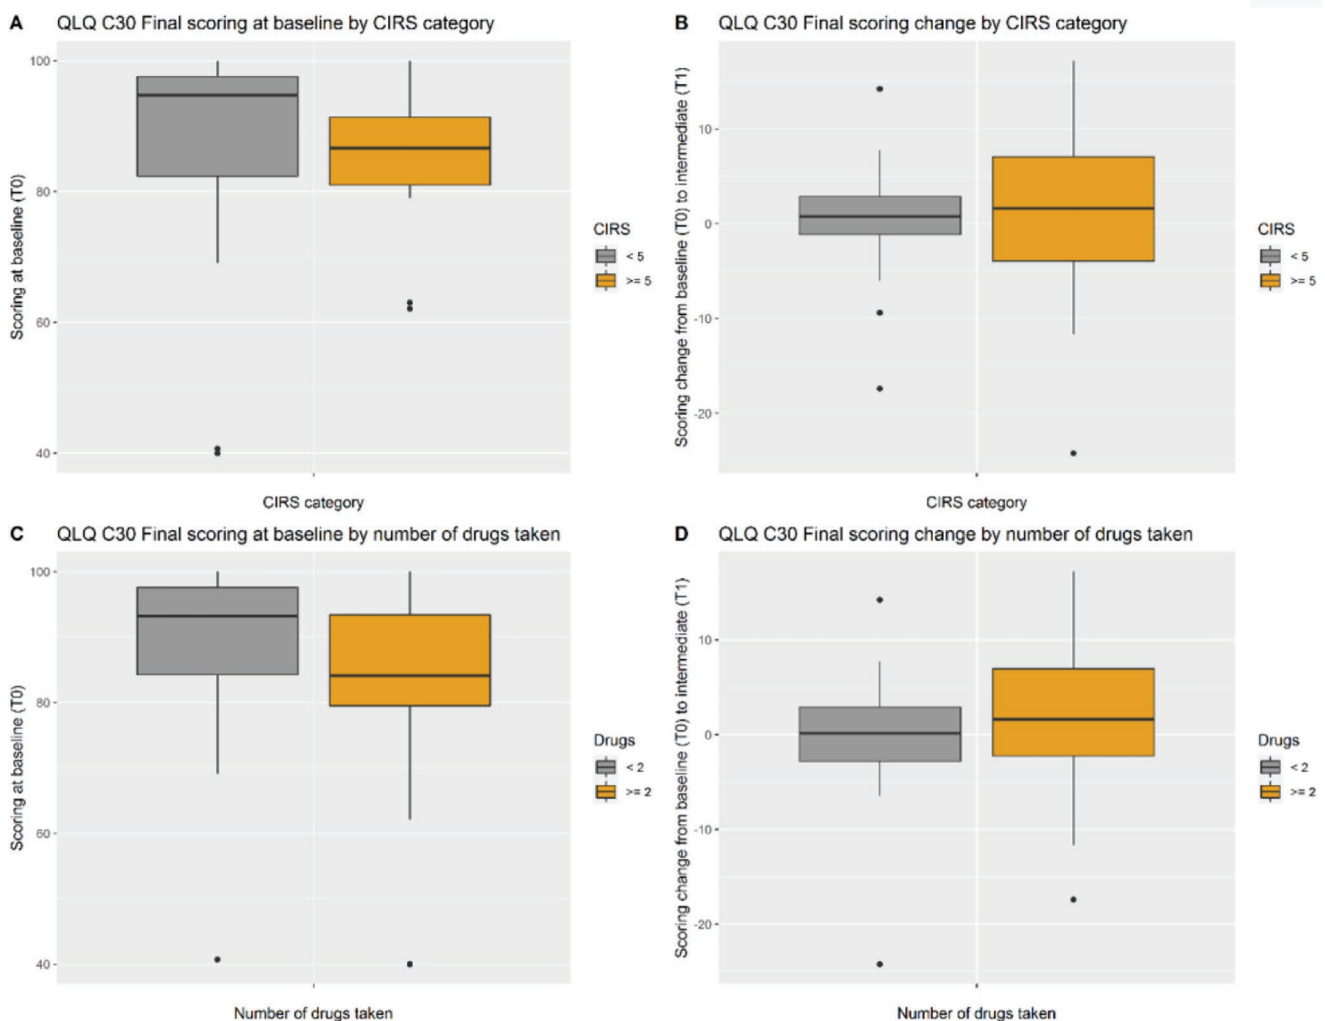 A QLQ C30 Final scoring at baseline by CIRS category
100
80
60
40
Scoring at baseline (T0)
CIRS category
CIRS
< 5
>= 5
B QLQ C30 Final scoring change by CIRS category
10
0
-10
-20
Scoring change from baseline (T0) to intermediate (T1)
CIRS category
CIRS
< 5
>= 5
C QLQ C30 Final scoring at baseline by number of drugs taken
100
80
60
40
Scoring at baseline (T0)
Number of drugs taken
Drugs
< 2
>= 2
D QLQ C30 Final scoring change by number of drugs taken
10
0
-10
-20
Scoring change from baseline (T0) to intermediate (T1)
Number of drugs taken
Drugs
< 2
>= 2